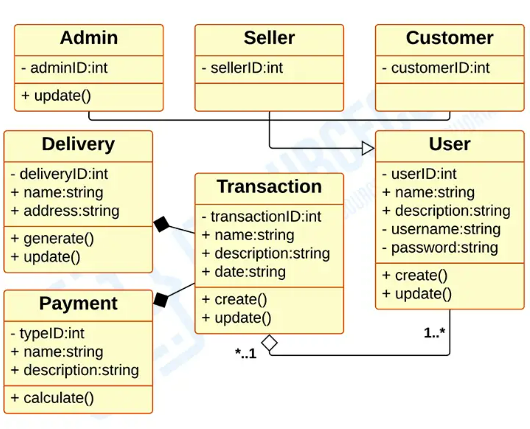 Admin
- adminID:int
+ update()
Seller
- sellerID:int
Customer
- customerID:int
Delivery
- deliveryID:int
+ name:string
+ address:string
+ generate()
+ update()
Transaction
- transactionID:int
+ name:string
+ description:string
+ date:string
+ create()
+ update()
User
- userID:int
+ name:string
+ description:string
- username:string
- password:string
+ create()
+ update()
Payment
- typeID:int
+ name:string
+ description:string
+ calculate()
*..1
1..*